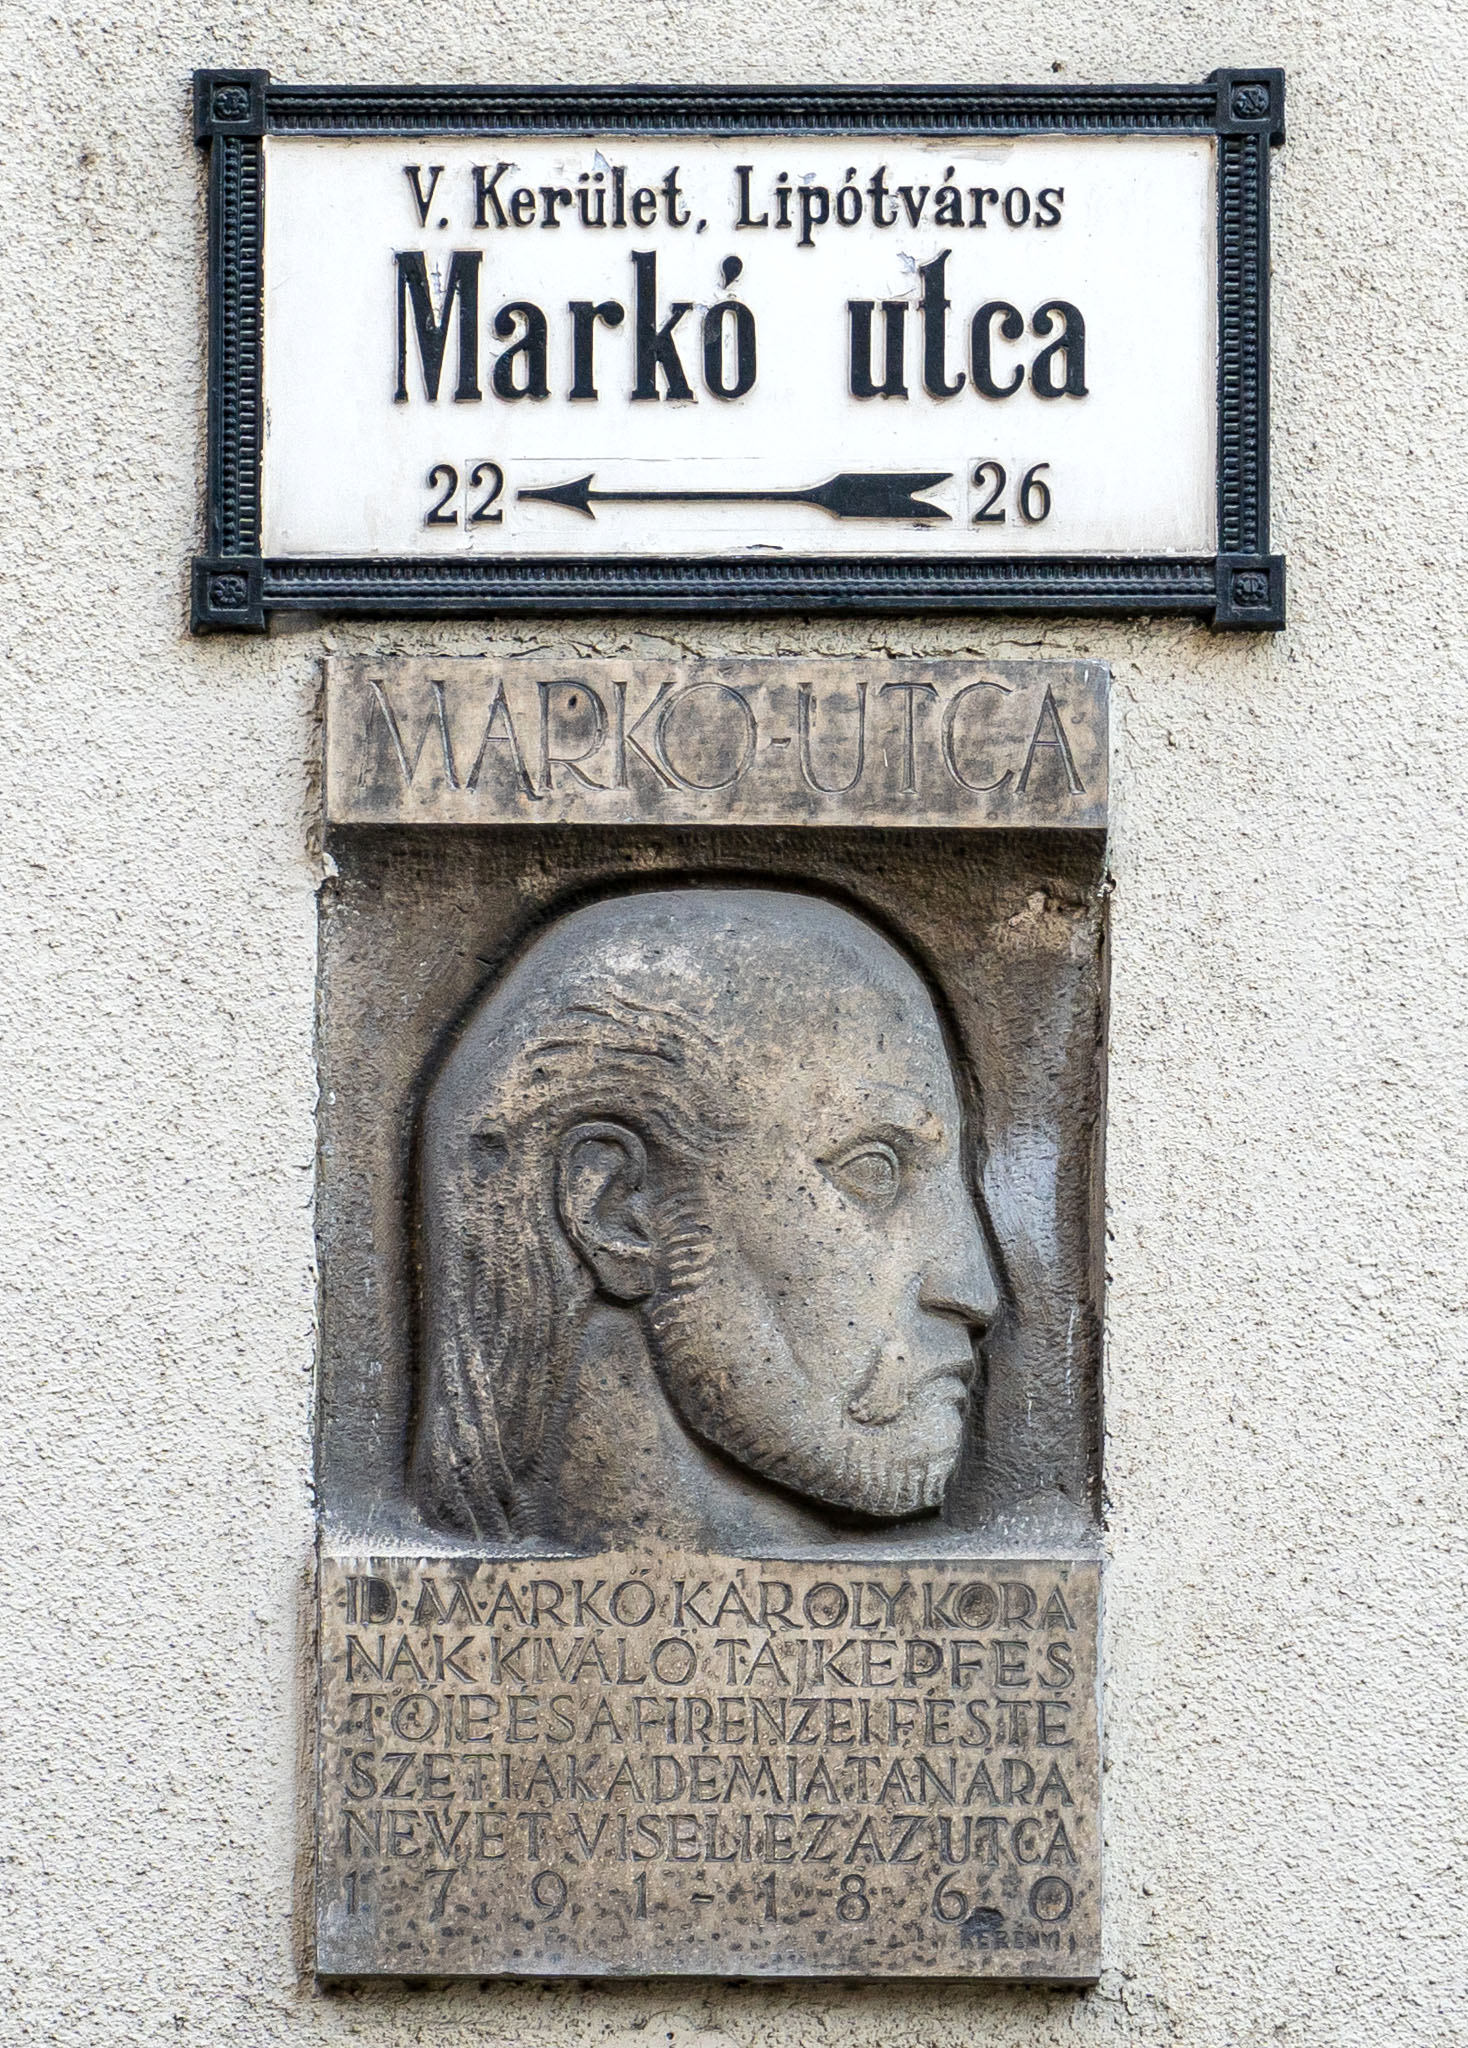 V. Kerület, Lipótváros
Markó utca
22 26
MARKÓ-UTCA
ID. MARKÓ KÁROLY KORÁ
NAK KIVÁLÓ TÁJKÉPFES
TŐJE ÉS A FIRENZEI FESTÉ
SZETI AKADÉMIA TANÁRA
NEVÉT VISELI EZ AZ UTCA
1791-1860
KERÉNYI J